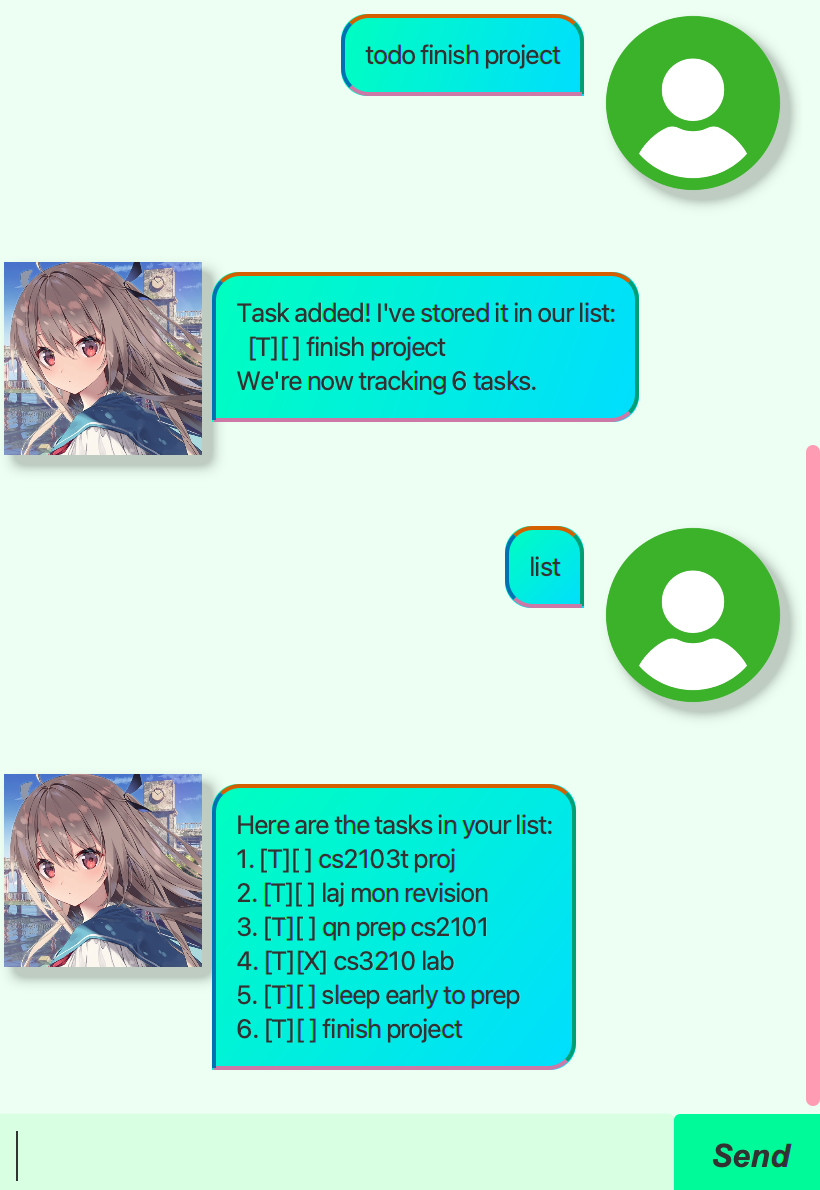 todo finish project
Task added! I've stored it in our list:
[T][ ] finish project
We're now tracking 6 tasks.
list
Here are the tasks in your list:
1. [T][ ] cs2103t proj
2. [T][ ] laj mon revision
3. [T][ ] qn prep cs2101
4. [T][X] cs3210 lab
5. [T][ ] sleep early to prep
6. [T][ ] finish project
Send